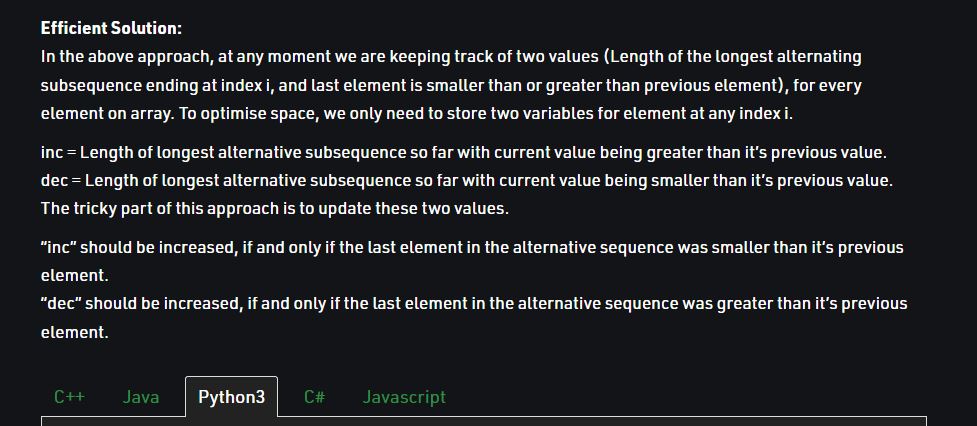 Efficient Solution:
In the above approach, at any moment we are keeping track of two values (Length of the longest alternating
subsequence ending at index i, and last element is smaller than or greater than previous element), for every
element on array. To optimise space, we only need to store two variables for element at any index i.
inc = Length of longest alternative subsequence so far with current value being greater than it's previous value.
dec = Length of longest alternative subsequence so far with current value being smaller than it's previous value.
The tricky part of this approach is to update these two values.
“inc” should be increased, if and only if the last element in the alternative sequence was smaller than it's previous
element.
“dec” should be increased, if and only if the last element in the alternative sequence was greater than it's previous
element.
C++ Java Python3 C# Javascript